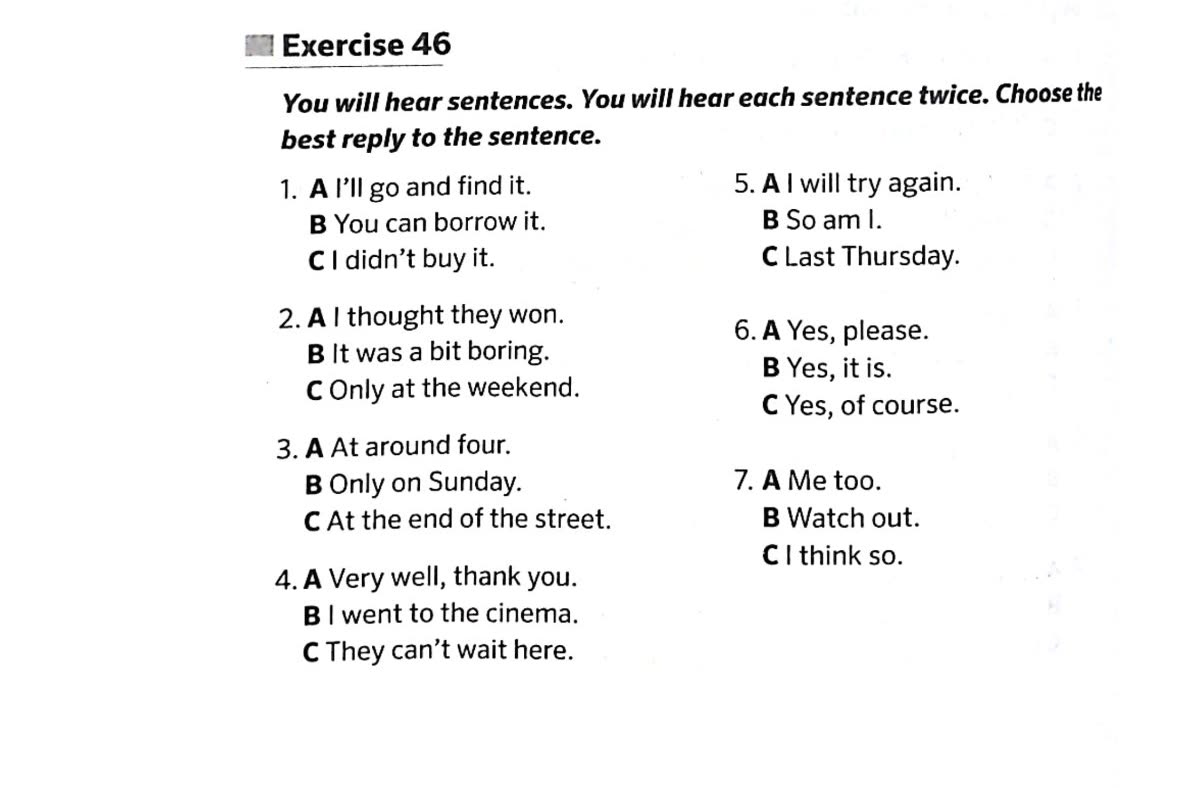 Exercise 46
You will hear sentences. You will hear each sentence twice. Choose the
best reply to the sentence.
1. A I'll go and find it.
B You can borrow it.
C I didn't buy it.
2. A I thought they won.
B It was a bit boring.
C Only at the weekend.
3. A At around four.
B Only on Sunday.
C At the end of the street.
4. A Very well, thank you.
B I went to the cinema.
C They can't wait here.
5. A I will try again.
B So am I.
C Last Thursday.
6. A Yes, please.
B Yes, it is.
C Yes, of course.
7. A Me too.
B Watch out.
C I think so.